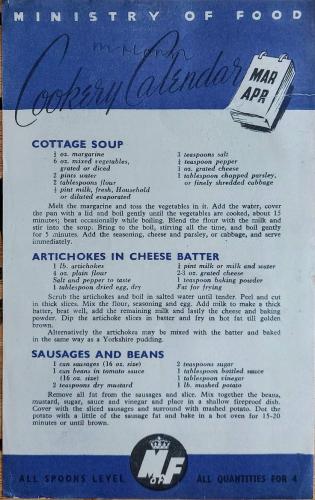 MINISTRY OF FOOD
Cookery Calendar
MAR
APR
COTTAGE SOUP
½ oz. margarine
6 oz. mixed vegetables,
grated or diced
2 pints water
2 tablespoons flour
pint milk, fresh, Household
or diluted evaporated
3 teaspoons salt
teaspoon pepper
1 oz. grated cheese
1 tablespoon chopped parsley,
or finely shredded cabbage
Melt the margarine and toss the vegetables in it. Add the water, cover
the pan with a lid and boil gently until the vegetables are cooked, about 15
minutes; beat occasionally while boiling. Blend the flour with the milk and
stir into the soup. Bring to the boil, stirring all the time, and boil gently
for 5 minutes. Add the seasoning, cheese and parsley, or cabbage, and serve
immediately.
ARTICHOKES IN CHEESE BATTER
1 lb. artichokes
oz. plain flour
Salt and pepper to taste
1 tablespoon dried egg, dry
pint milk or milk and water
2-3 oz. grated cheese
1 teaspoon baking powder
Fat for frying
Scrub the artichokes and boil in salted water until tender. Peel and cut
in thick slices. Mix the flour, seasoning and egg. Add milk to make a thick
batter, beat well, add the remaining milk and lastly the cheese and baking
powder. Dip the artichoke slices in batter and fry in hot fat till golden
brown.
Alternatively the artichokes may be mixed with the batter and baked
in the same way as a Yorkshire pudding.
SAUSAGES AND BEANS
1 can sausages (16 oz. size)
1 can beans in tomato sauce
(16 oz. size)
2 teaspoons dry mustard
2 teaspoons sugar
1 tablespoon bottled sauce
1 tablespoon vinegar
1 lb. mashed potato
Remove all fat from the sausages and slice. Mix together the beans,
mustard, sugar, sauce and vinegar and place in a shallow fireproof dish.
Cover with the sliced sausages and surround with mashed potato. Dot the
potato with a little of the sausage fat and bake in a hot oven for 15-20
minutes or until brown.
ALL SPOONS LEVEL
M OF F
ALL QUANTITIES FOR 4